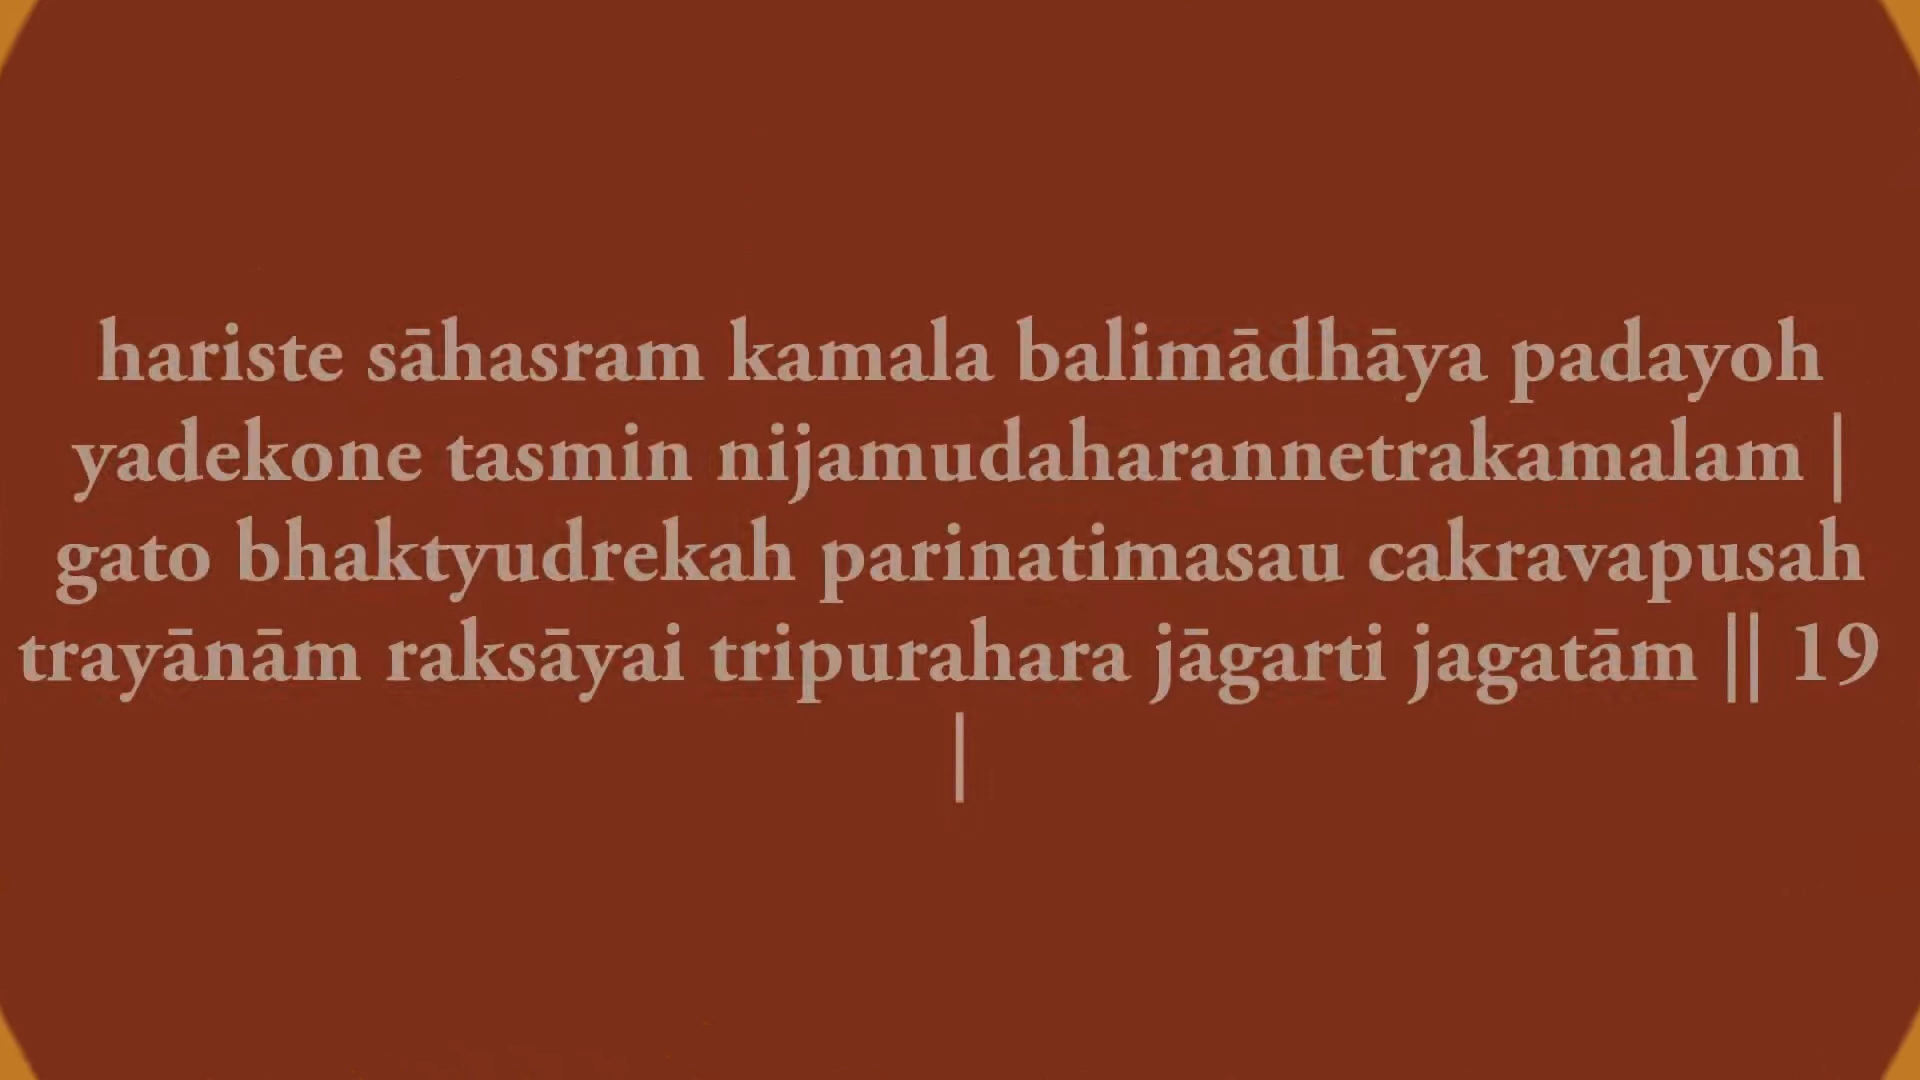 hariste sāhasram kamala balimādhāya padayoh
yadekone tasmin nijamudaharannetrakamalam |
gato bhaktyudrekah parinatimasau cakravapusah
trayānām raksāyai tripurahara jāgarti jagatām || 19
|